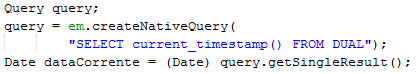 Query query;
query = em.createNativeQuery(
"SELECT current_timestamp() FROM DUAL");
Date dataCorrente = (Date) query.getSingleResult();